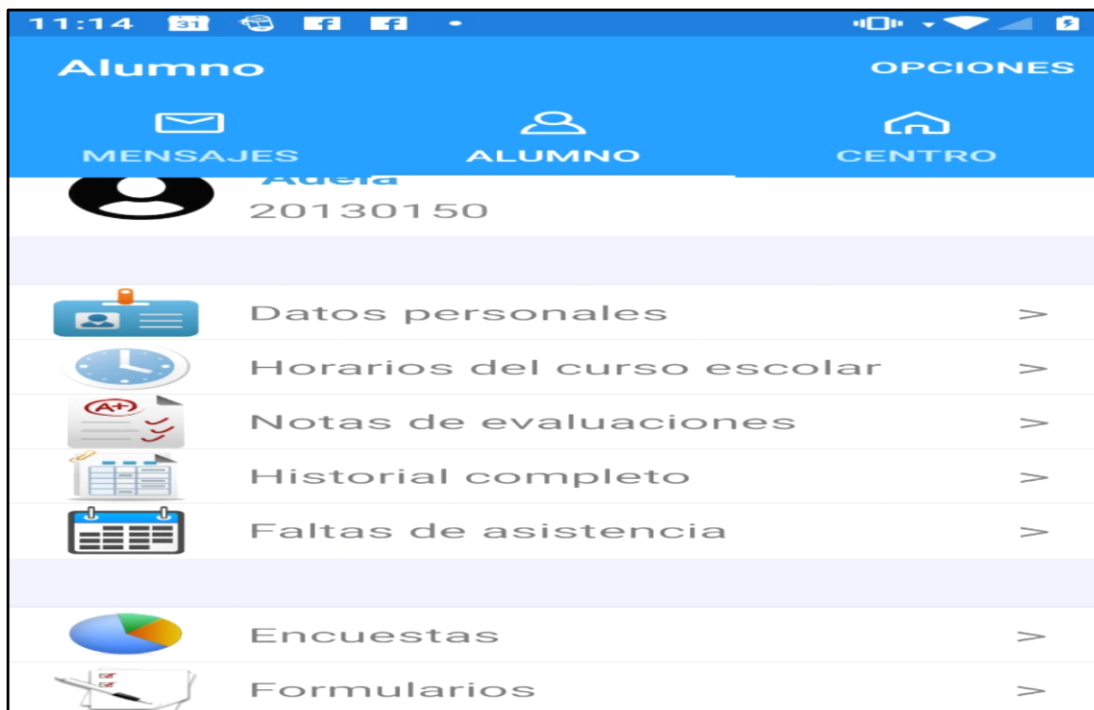 11:14 31
Alumno OPCIONES
MENSAJES ALUMNO CENTRO
20130150
Datos personales >
Horarios del curso escolar >
A+
Notas de evaluaciones >
Historial completo >
Faltas de asistencia >
Encuestas >
Formularios >